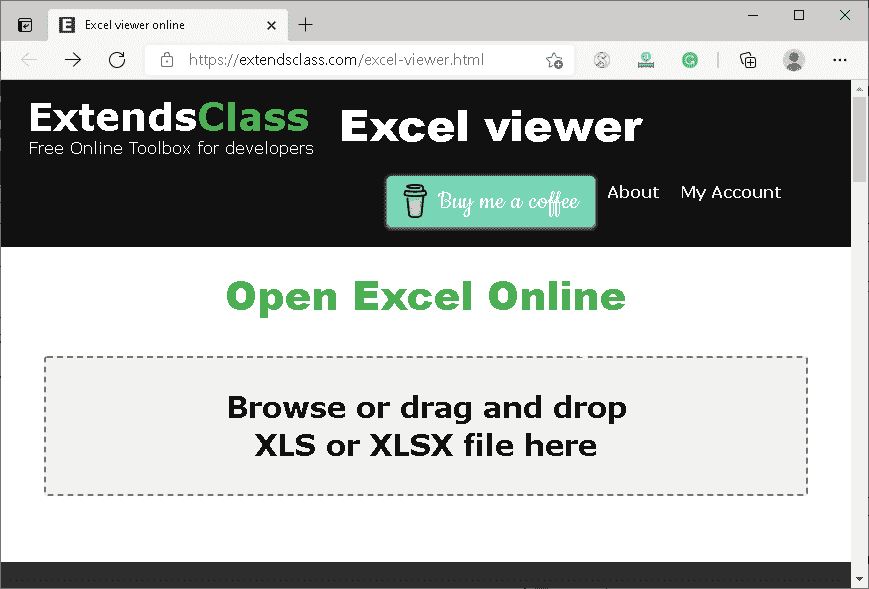 Excel viewer online
https://extendsclass.com/excel-viewer.html
ExtendsClass
Free Online Toolbox for developers
Excel viewer
Buy me a coffee
About
My Account
Open Excel Online
Browse or drag and drop
XLS or XLSX file here